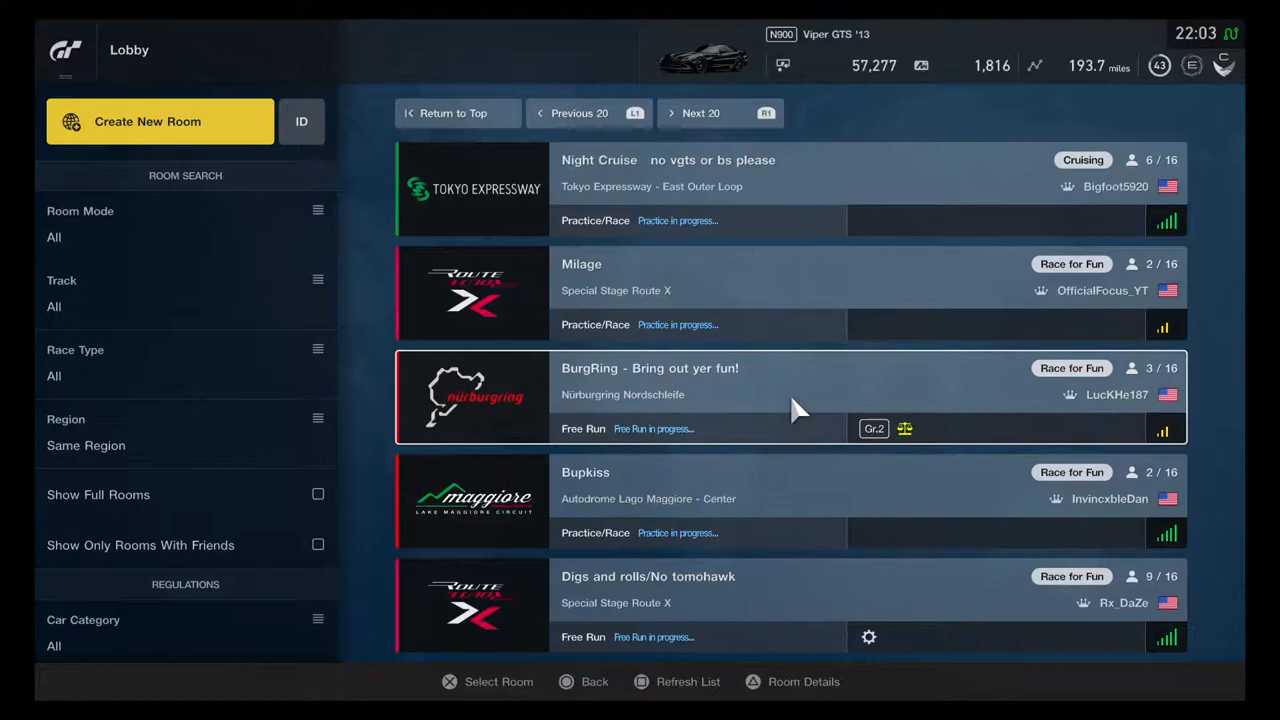 Lobby
N900 Viper GTS '13
57,277
1,816
193.7 miles
43
E
C
22:03
Create New Room
ID
ROOM SEARCH
Room Mode
All
Track
All
Race Type
All
Region
Same Region
Show Full Rooms
Show Only Rooms With Friends
REGULATIONS
Car Category
All
Return to Top
Previous 20 L1
Next 20 R1
TOKYO EXPRESSWAY
Night Cruise no vgts or bs please
Cruising 6 / 16
Tokyo Expressway - East Outer Loop
Bigfoot5920
Practice/Race Practice in progress...
ROUTE
X
Milage
Race for Fun 2 / 16
Special Stage Route X
OfficialFocus_YT
Practice/Race Practice in progress...
nürburgring
BurgRing - Bring out yer fun!
Race for Fun 3 / 16
Nürburgring Nordschleife
LucKHe187
Free Run Free Run in progress...
Gr.2
maggiore
LAKE MAGGIORE CIRCUIT
Bupkiss
Race for Fun 2 / 16
Autodrome Lago Maggiore - Center
InvincxbleDan
Practice/Race Practice in progress...
ROUTE
X
Digs and rolls/No tomohawk
Race for Fun 9 / 16
Special Stage Route X
Rx_DaZe
Free Run Free Run in progress...
Select Room
Back
Refresh List
Room Details